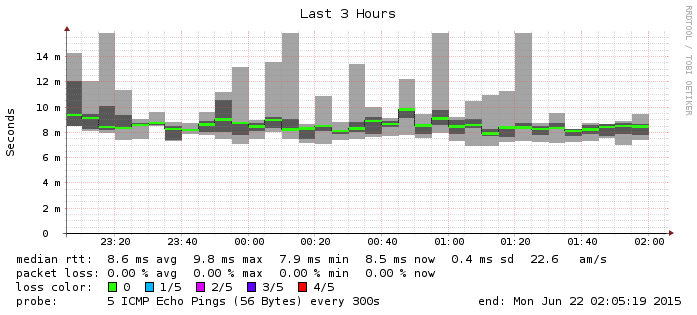 Last 3 Hours
RRDTOOL / TOBI OETIKER
Seconds
14 m
12 m
10 m
8 m
6 m
4 m
2 m
0
23:20 23:40 00:00 00:20 00:40 01:00 01:20 01:40 02:00
median rtt: 8.6 ms avg 9.8 ms max 7.9 ms min 8.5 ms now 0.4 ms sd 22.6 am/s
packet loss: 0.00 % avg 0.00 % max 0.00 % min 0.00 % now
loss color: 0 1/5 2/5 3/5 4/5
probe: 5 ICMP Echo Pings (56 Bytes) every 300s end: Mon Jun 22 02:05:19 2015